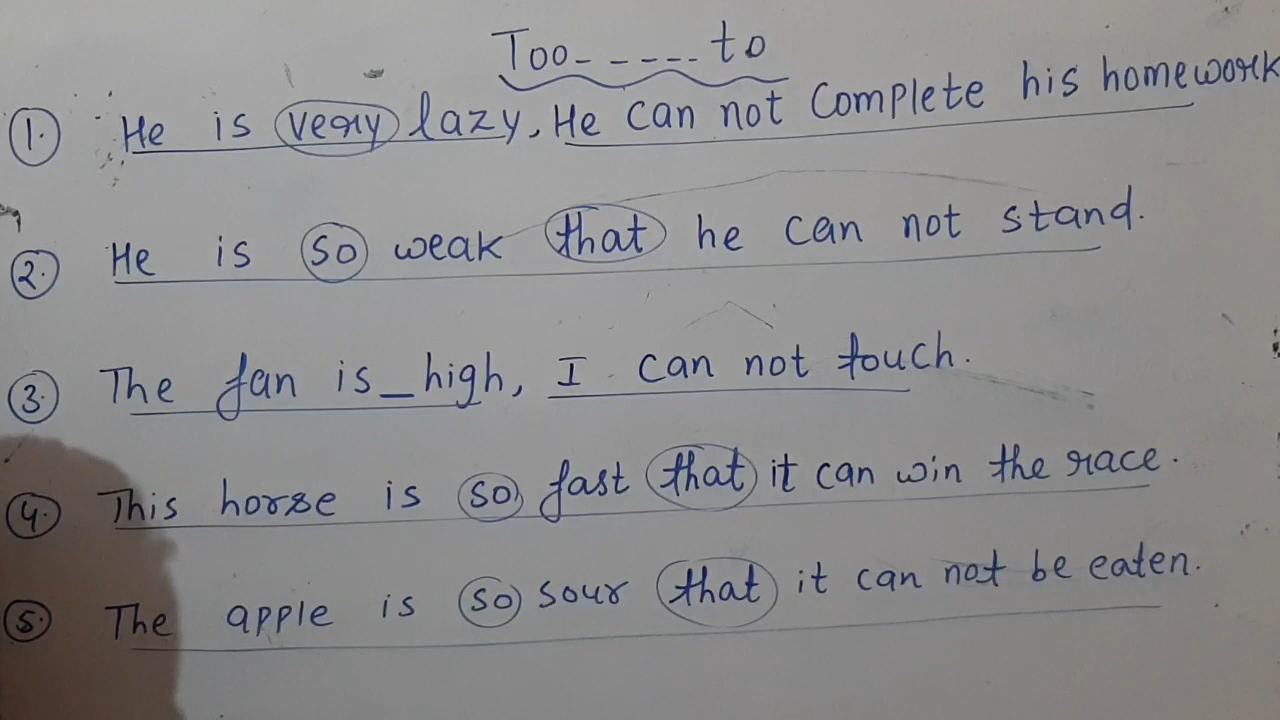 Too- - - - -- to
1. He is very lazy, He can not Complete his homework
2. He is so weak that he can not stand.
3. The fan is_high, I can not touch.
4. This horse is so fast that it can win the race.
5. The apple is so sour that it can not be eaten.